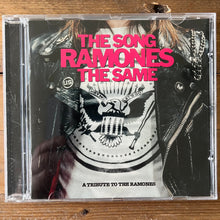 THE SONG
RAMONES
THE SAME
A TRIBUTE TO THE RAMONES